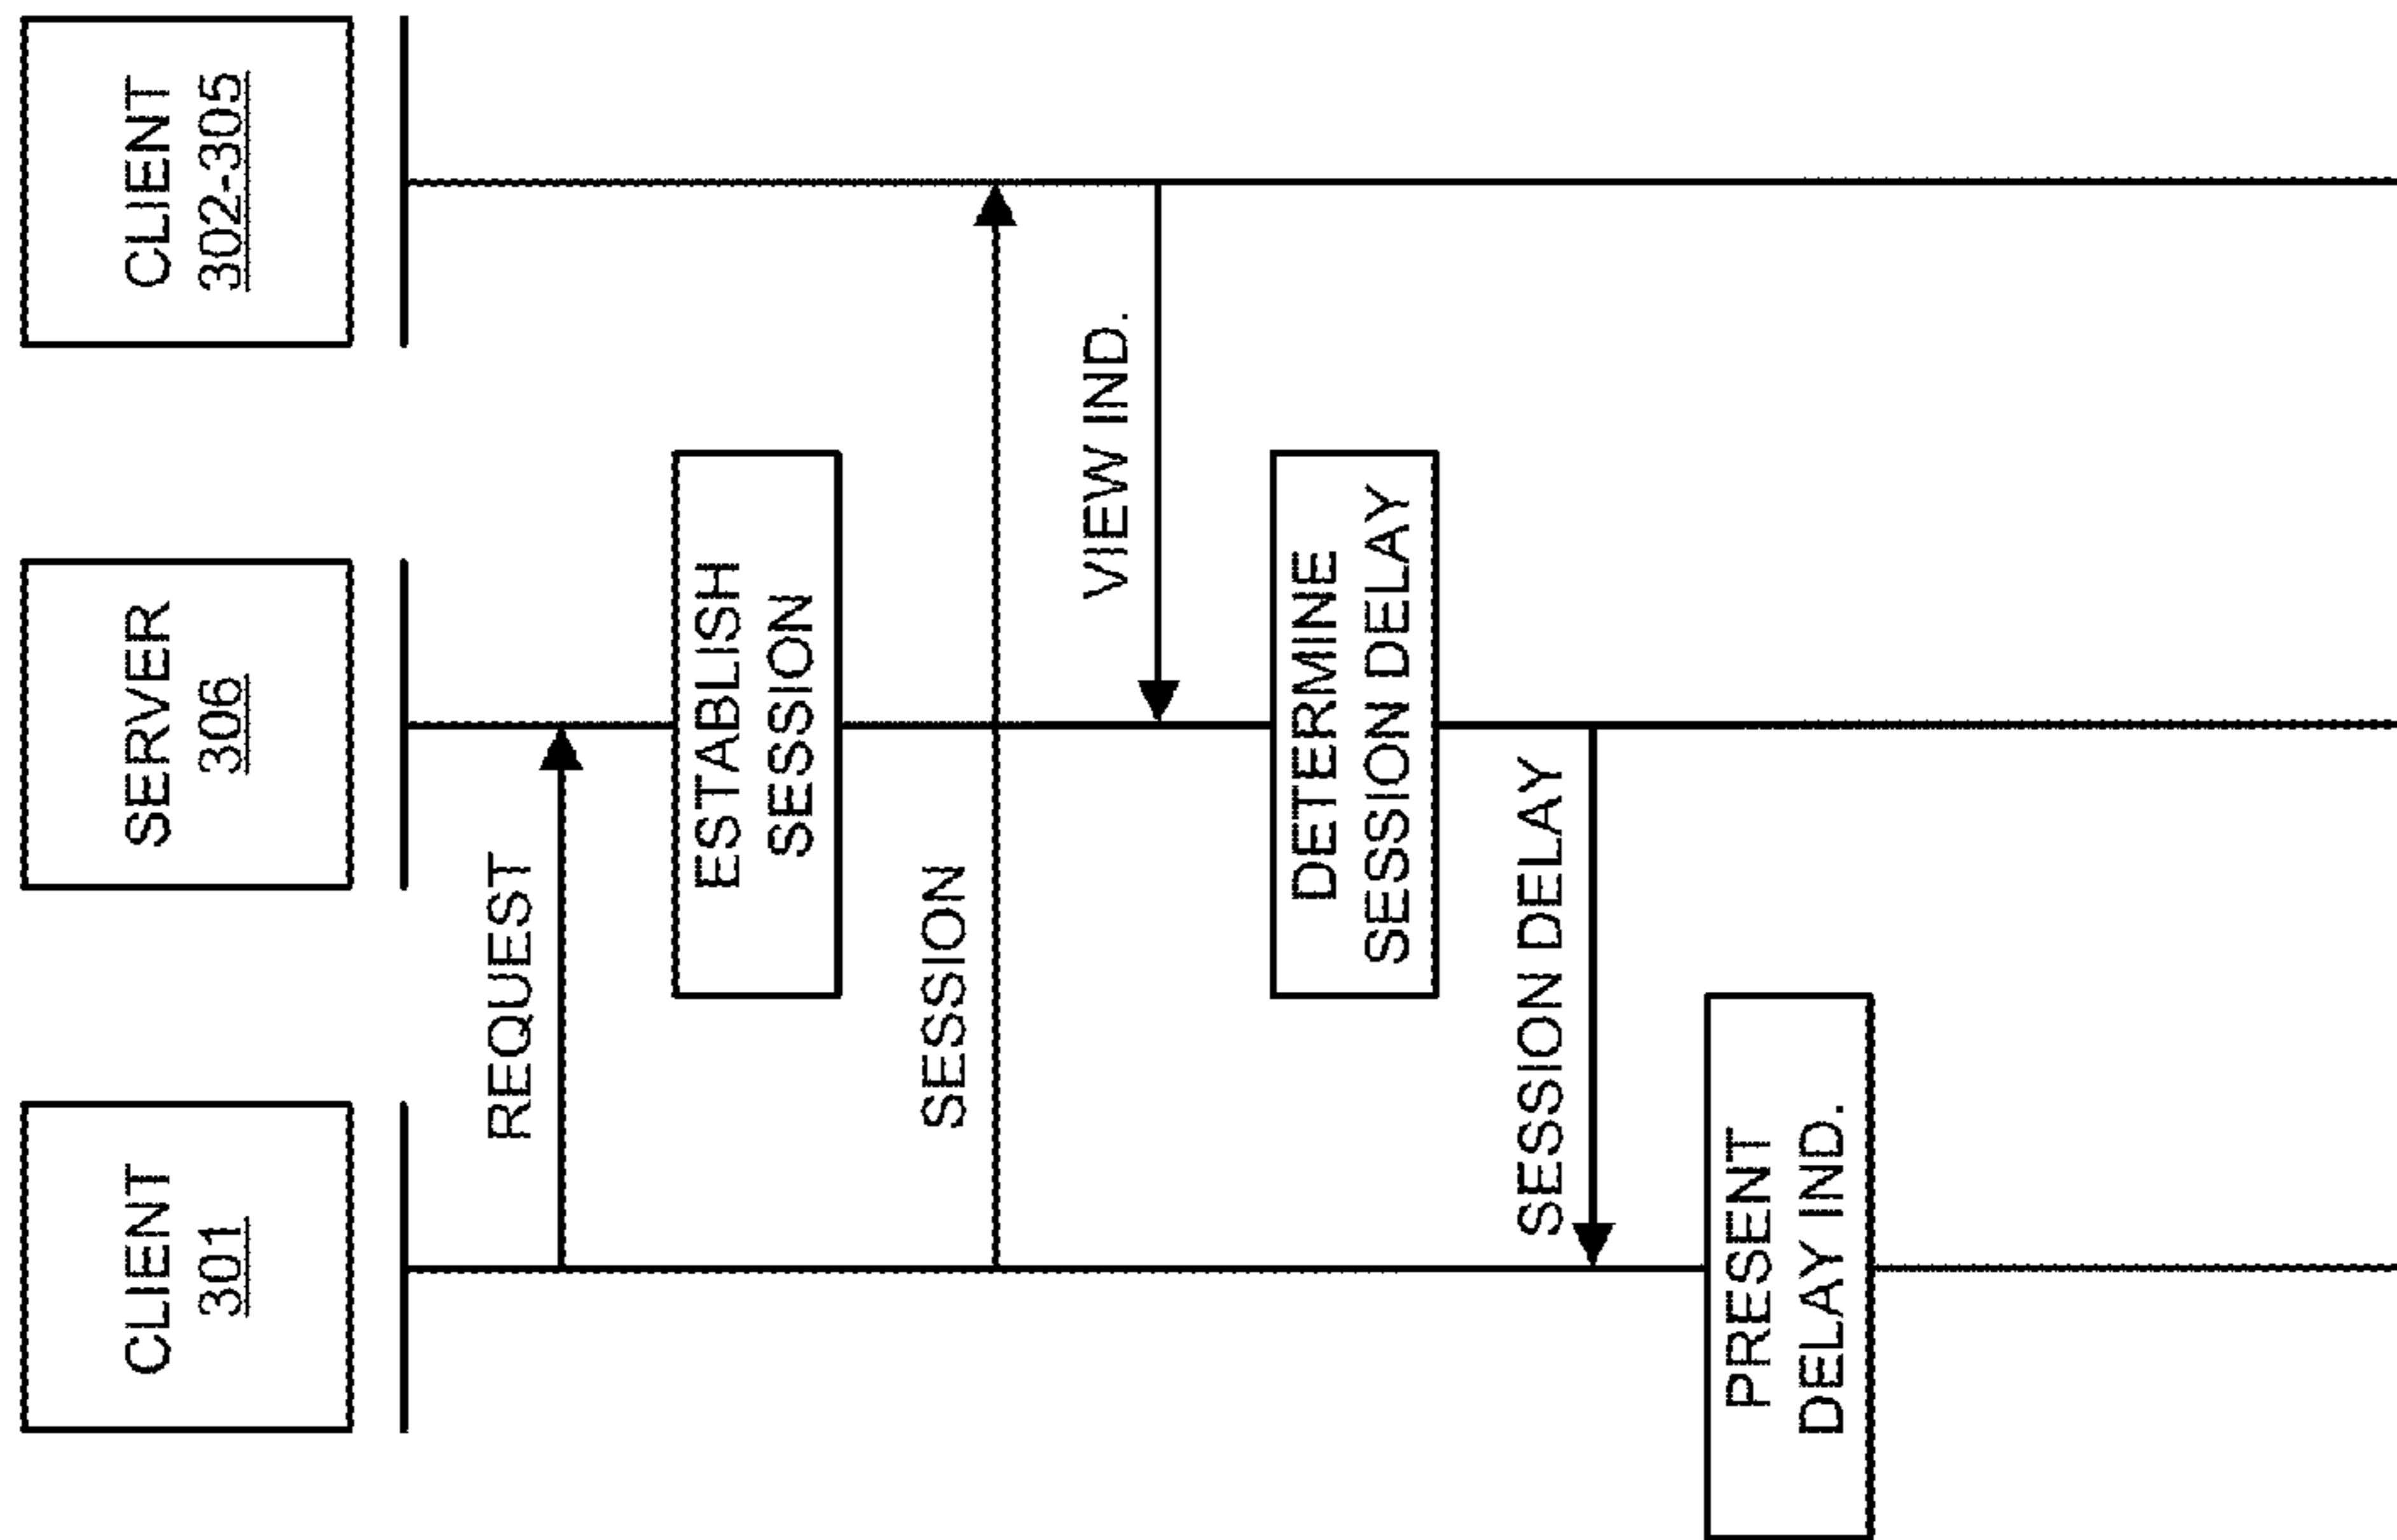 CLIENT
301
SERVER
306
CLIENT
302-305
REQUEST
ESTABLISH
SESSION
SESSION
VIEW IND.
DETERMINE
SESSION DELAY
SESSION DELAY
PRESENT
DELAY IND.